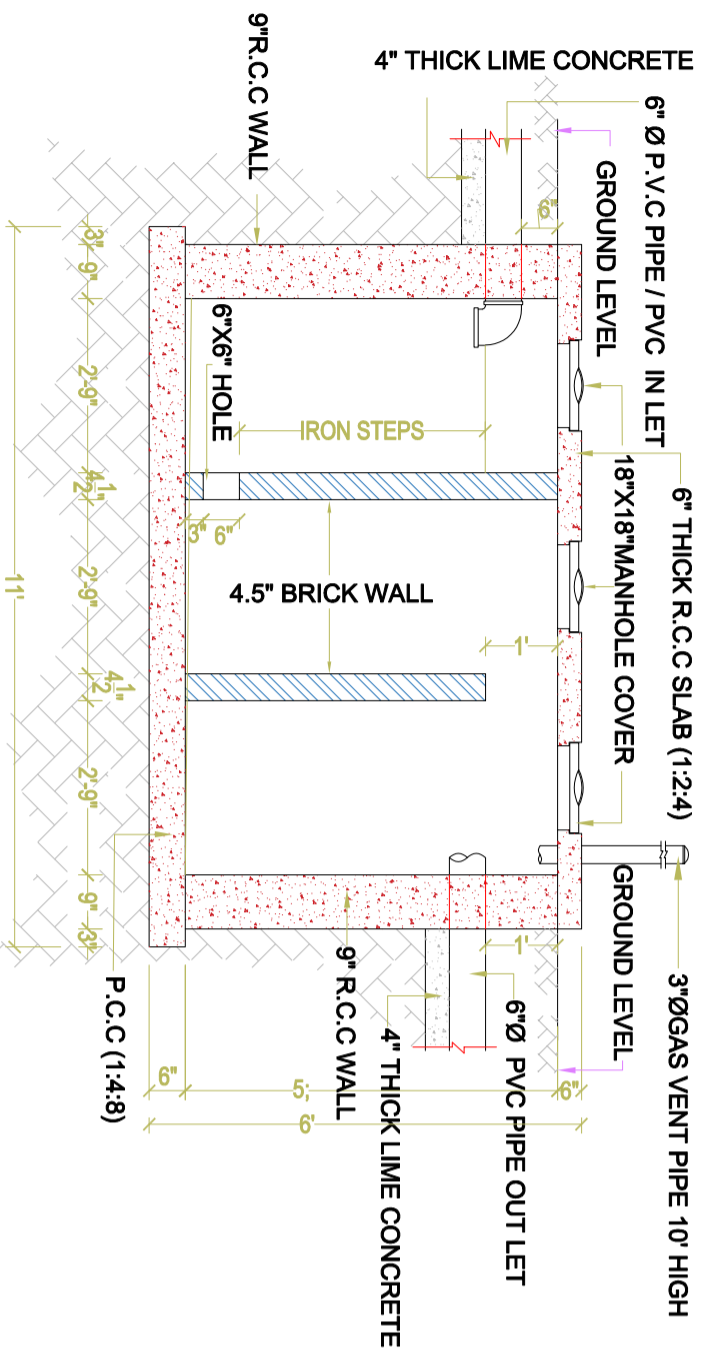 3"ØGAS VENT PIPE 10' HIGH
6" THICK R.C.C SLAB (1:2:4)
6" Ø P.V.C PIPE / PVC IN LET
18"X18"MANHOLE COVER
GROUND LEVEL
GROUND LEVEL
4" THICK LIME CONCRETE
6"
6"
1'
1'
6"Ø PVC PIPE OUT LET
IRON STEPS
4.5" BRICK WALL
9"R.C.C WALL
9" R.C.C WALL
4" THICK LIME CONCRETE
5;
6'
6"X6" HOLE
6"
3"
6"
P.C.C (1:4:8)
3"
9"
2'-9"
4 1/2"
2'-9"
4 1/2"
2'-9"
9"
3"
11'